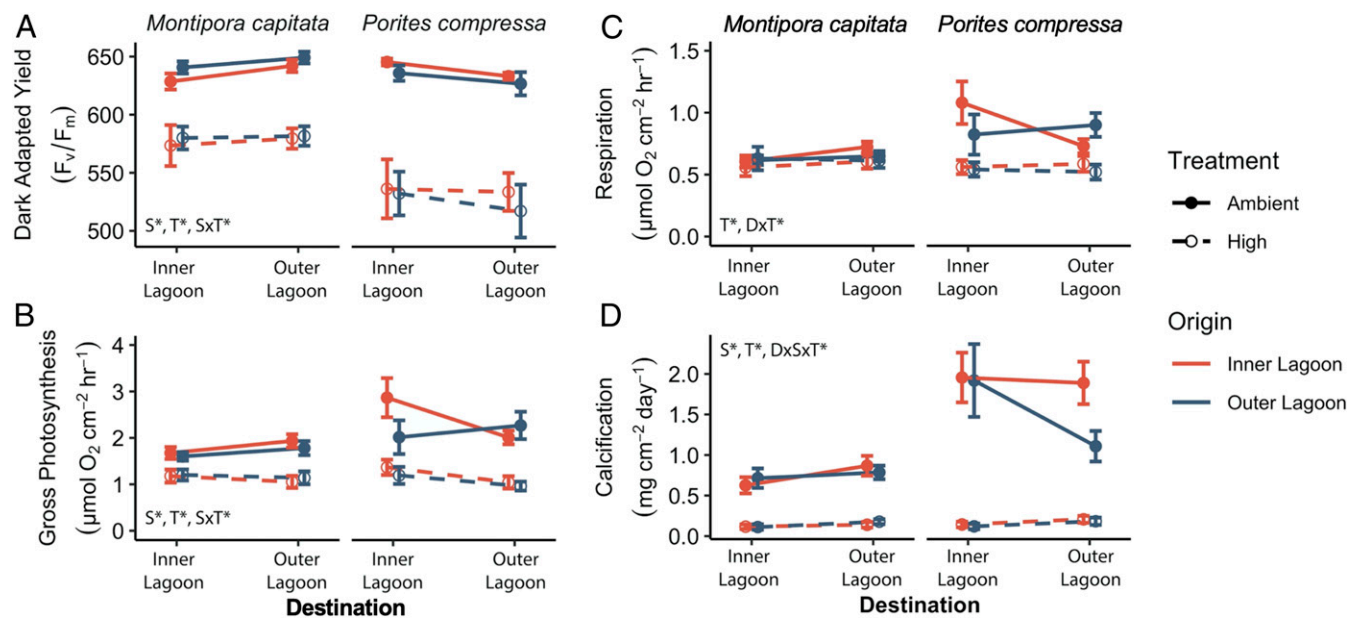 A
Montipora capitata
Porites compressa
Dark Adapted Yield
(Fv/Fm)
650
600
550
500
S*, T*, SxT*
Inner
Lagoon
Outer
Lagoon
Inner
Lagoon
Outer
Lagoon
B
Gross Photosynthesis
(μmol O2 cm−2 hr−1)
4
3
2
1
0
S*, T*, SxT*
Inner
Lagoon
Outer
Lagoon
Inner
Lagoon
Outer
Lagoon
Destination
C
Montipora capitata
Porites compressa
Respiration
(μmol O2 cm−2 hr−1)
1.5
1.0
0.5
0.0
T*, DxT*
Inner
Lagoon
Outer
Lagoon
Inner
Lagoon
Outer
Lagoon
D
Calcification
(mg cm−2 day−1)
2.0
1.5
1.0
0.5
0.0
S*, T*, DxSxT*
Inner
Lagoon
Outer
Lagoon
Inner
Lagoon
Outer
Lagoon
Destination
Treatment
Ambient
High
Origin
Inner Lagoon
Outer Lagoon